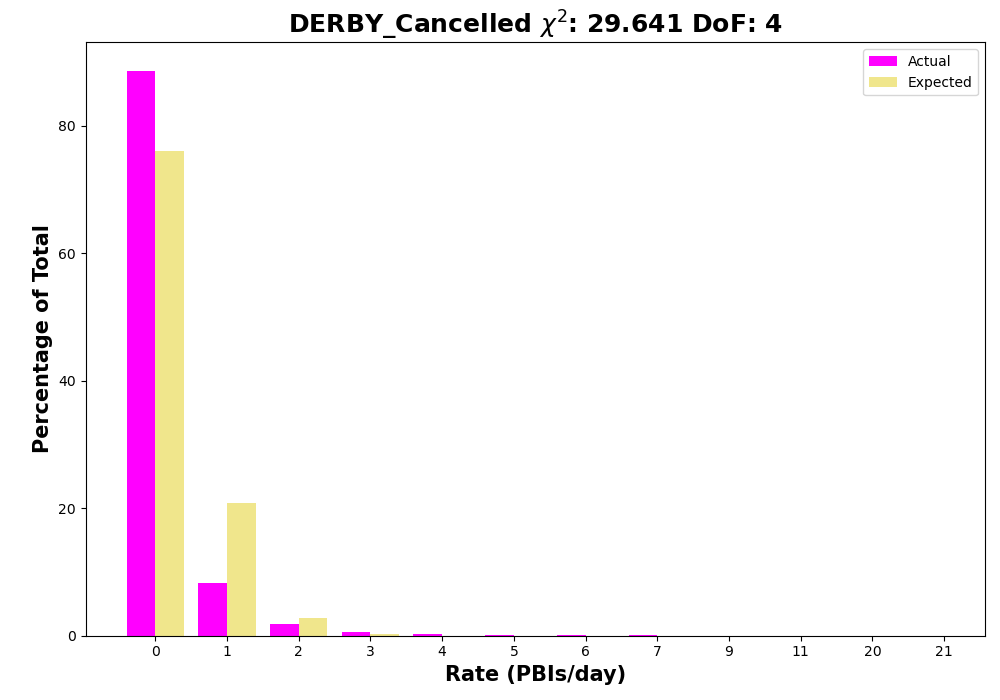 DERBY_Cancelled χ²: 29.641 DoF: 4
Actual
Expected
Percentage of Total
80
60
40
20
0
0 1 2 3 4 5 6 7 9 11 20 21
Rate (PBIs/day)